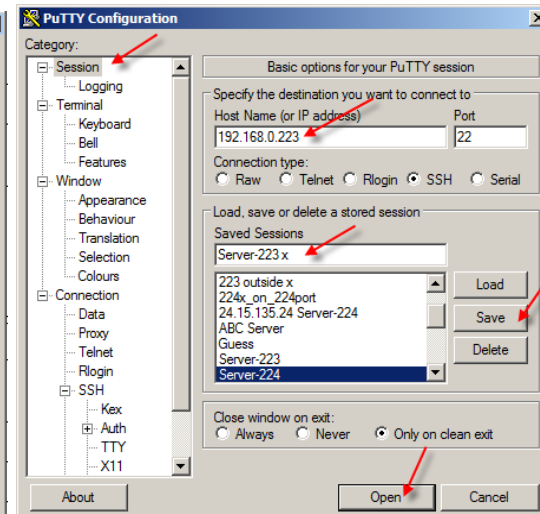 PuTTY Configuration
Category:
Session
Logging
Terminal
Keyboard
Bell
Features
Window
Appearance
Behaviour
Translation
Selection
Colours
Connection
Data
Proxy
Telnet
Rlogin
SSH
Kex
Auth
TTY
X11
Basic options for your PuTTY session
Specify the destination you want to connect to
Host Name (or IP address) Port
192.168.0.223 22
Connection type:
Raw Telnet Rlogin SSH Serial
Load, save or delete a stored session
Saved Sessions
Server-223 x
223 outside x
224x_on_224port
24.15.135.24 Server-224
ABC Server
Guess
Server-223
Server-224
Load
Save
Delete
Close window on exit:
Always Never Only on clean exit
About Open Cancel